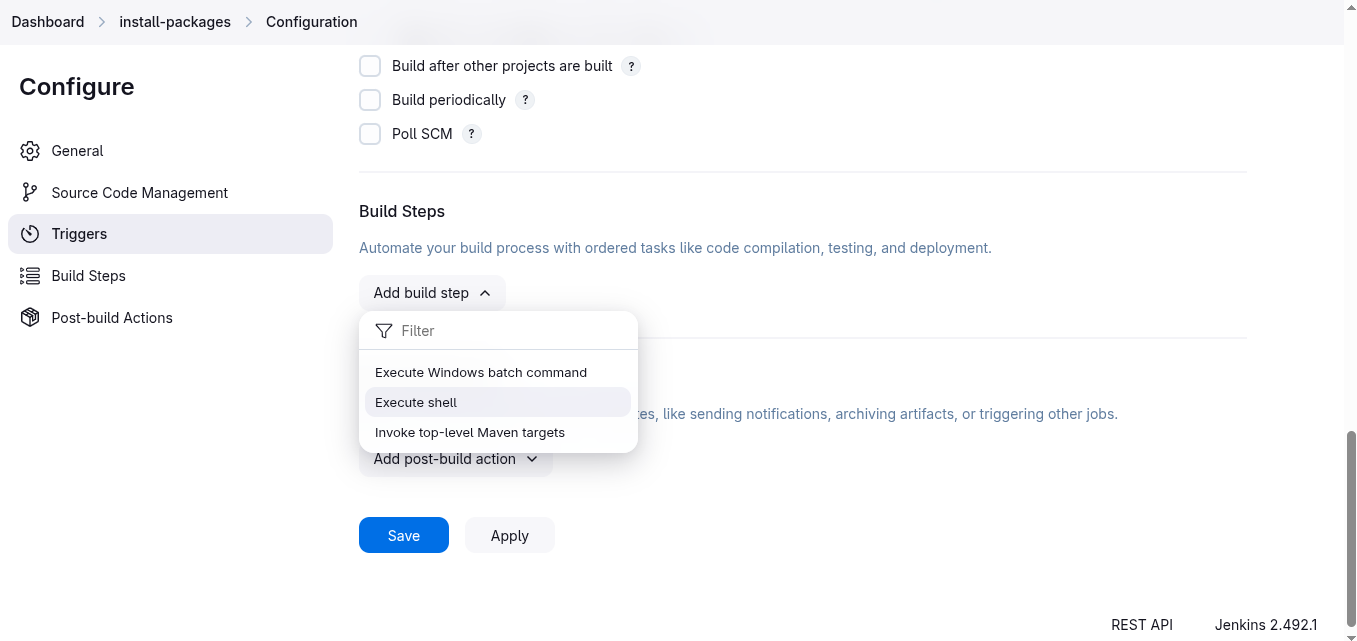 Dashboard > install-packages > Configuration
Configure
General
Source Code Management
Triggers
Build Steps
Post-build Actions
Build after other projects are built ?
Build periodically ?
Poll SCM ?
Build Steps
Automate your build process with ordered tasks like code compilation, testing, and deployment.
Add build step
Filter
Execute Windows batch command
Execute shell
Invoke top-level Maven targets
like sending notifications, archiving artifacts, or triggering other jobs.
Add post-build action
Save
Apply
REST API
Jenkins 2.492.1